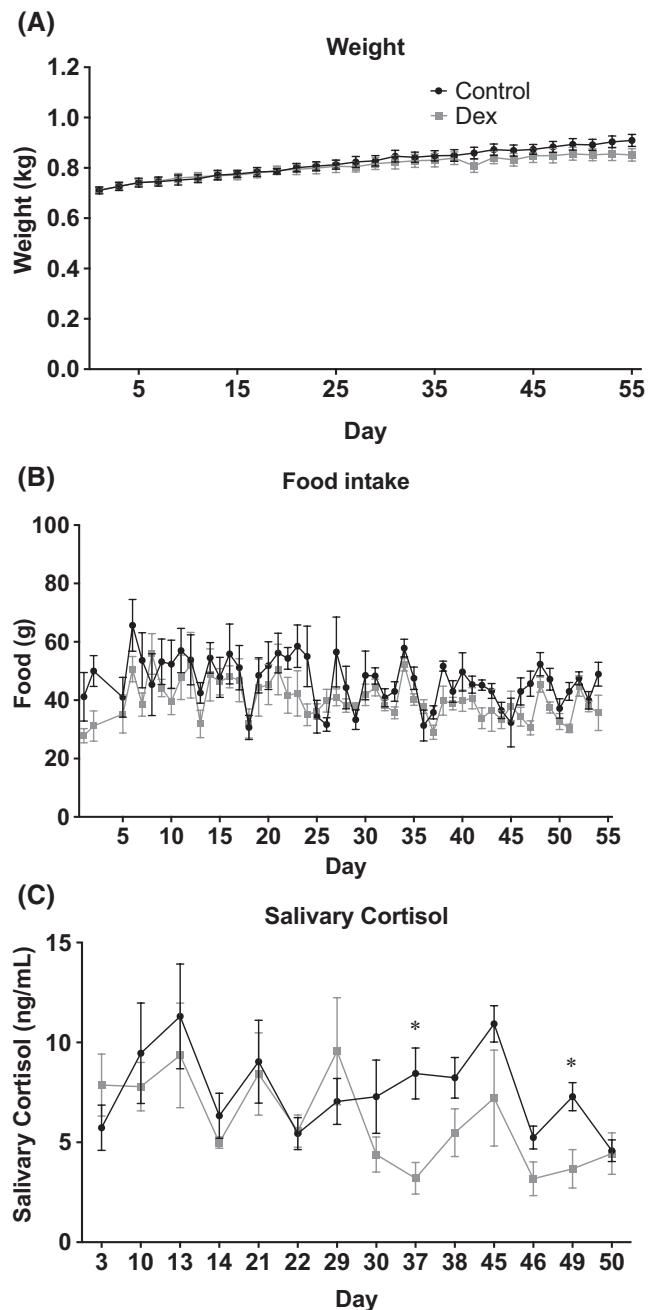 (A)
Weight
1.2
1.0
0.8
0.6
0.4
0.2
0.0
Weight (kg)
Control
Dex
5 15 25 35 45 55
Day
(B)
Food intake
100
80
60
40
20
0
Food (g)
5 10 15 20 25 30 35 40 45 50 55
Day
(C)
Salivary Cortisol
15
10
5
0
Salivary Cortisol (ng/mL)
* *
3 10 13 14 21 22 29 30 37 38 45 46 49 50
Day